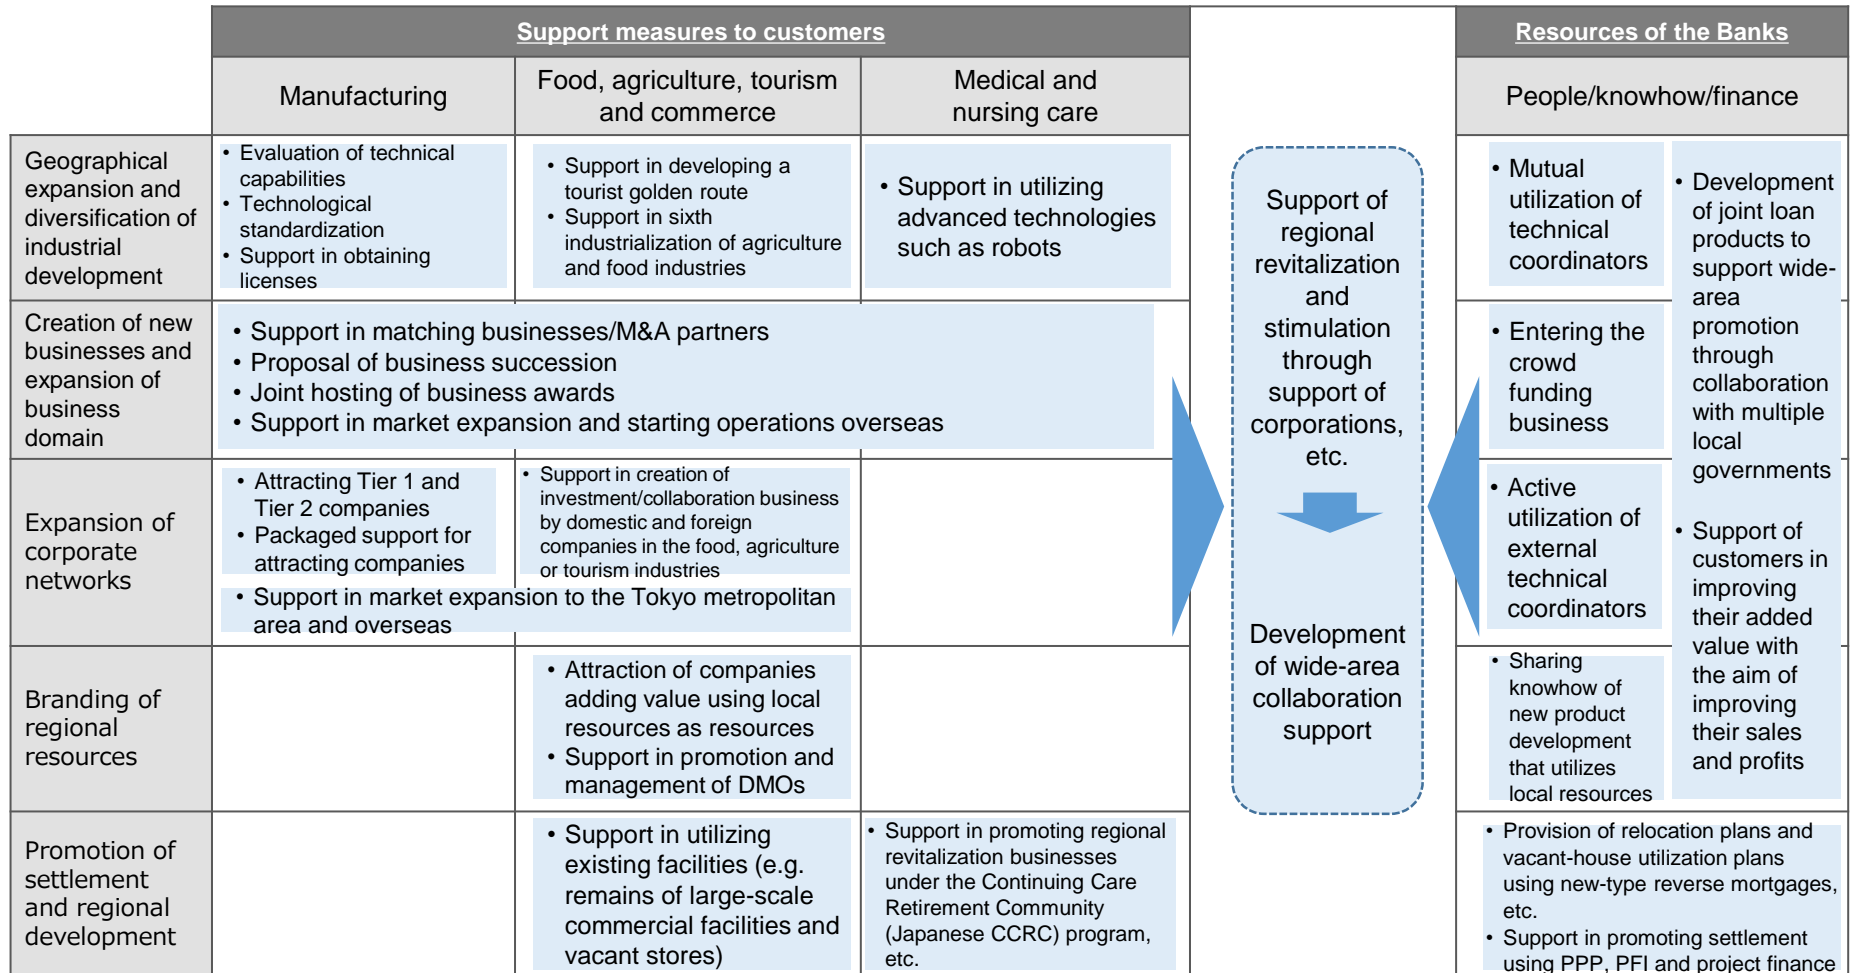 Support measures to customers
Resources of the Banks
Manufacturing
Food, agriculture, tourism
and commerce
Medical and
nursing care
People/knowhow/finance
Geographical
expansion and
diversification of
industrial
development
• Evaluation of technical
capabilities
• Technological
standardization
• Support in obtaining
licenses
• Support in developing a
tourist golden route
• Support in sixth
industrialization of agriculture
and food industries
• Support in utilizing
advanced technologies
such as robots
Creation of new
businesses and
expansion of
business
domain
• Support in matching businesses/M&A partners
• Proposal of business succession
• Joint hosting of business awards
• Support in market expansion and starting operations overseas
Expansion of
corporate
networks
• Attracting Tier 1 and
Tier 2 companies
• Packaged support for
attracting companies
• Support in creation of
investment/collaboration business
by domestic and foreign
companies in the food, agriculture
or tourism industries
• Support in market expansion to the Tokyo metropolitan
area and overseas
Branding of
regional
resources
• Attraction of companies
adding value using local
resources as resources
• Support in promotion and
management of DMOs
Promotion of
settlement
and regional
development
• Support in utilizing
existing facilities (e.g.
remains of large-scale
commercial facilities and
vacant stores)
• Support in promoting regional
revitalization businesses
under the Continuing Care
Retirement Community
(Japanese CCRC) program,
etc.
Support of
regional
revitalization
and
stimulation
through
support of
corporations,
etc.
Development
of wide-area
collaboration
support
• Mutual
utilization of
technical
coordinators
• Entering the
crowd
funding
business
• Active
utilization of
external
technical
coordinators
• Sharing
knowhow of
new product
development
that utilizes
local resources
• Development
of joint loan
products to
support wide-
area
promotion
through
collaboration
with multiple
local
governments
• Support of
customers in
improving
their added
value with
the aim of
improving
their sales
and profits
• Provision of relocation plans and
vacant-house utilization plans
using new-type reverse mortgages,
etc.
• Support in promoting settlement
using PPP, PFI and project finance